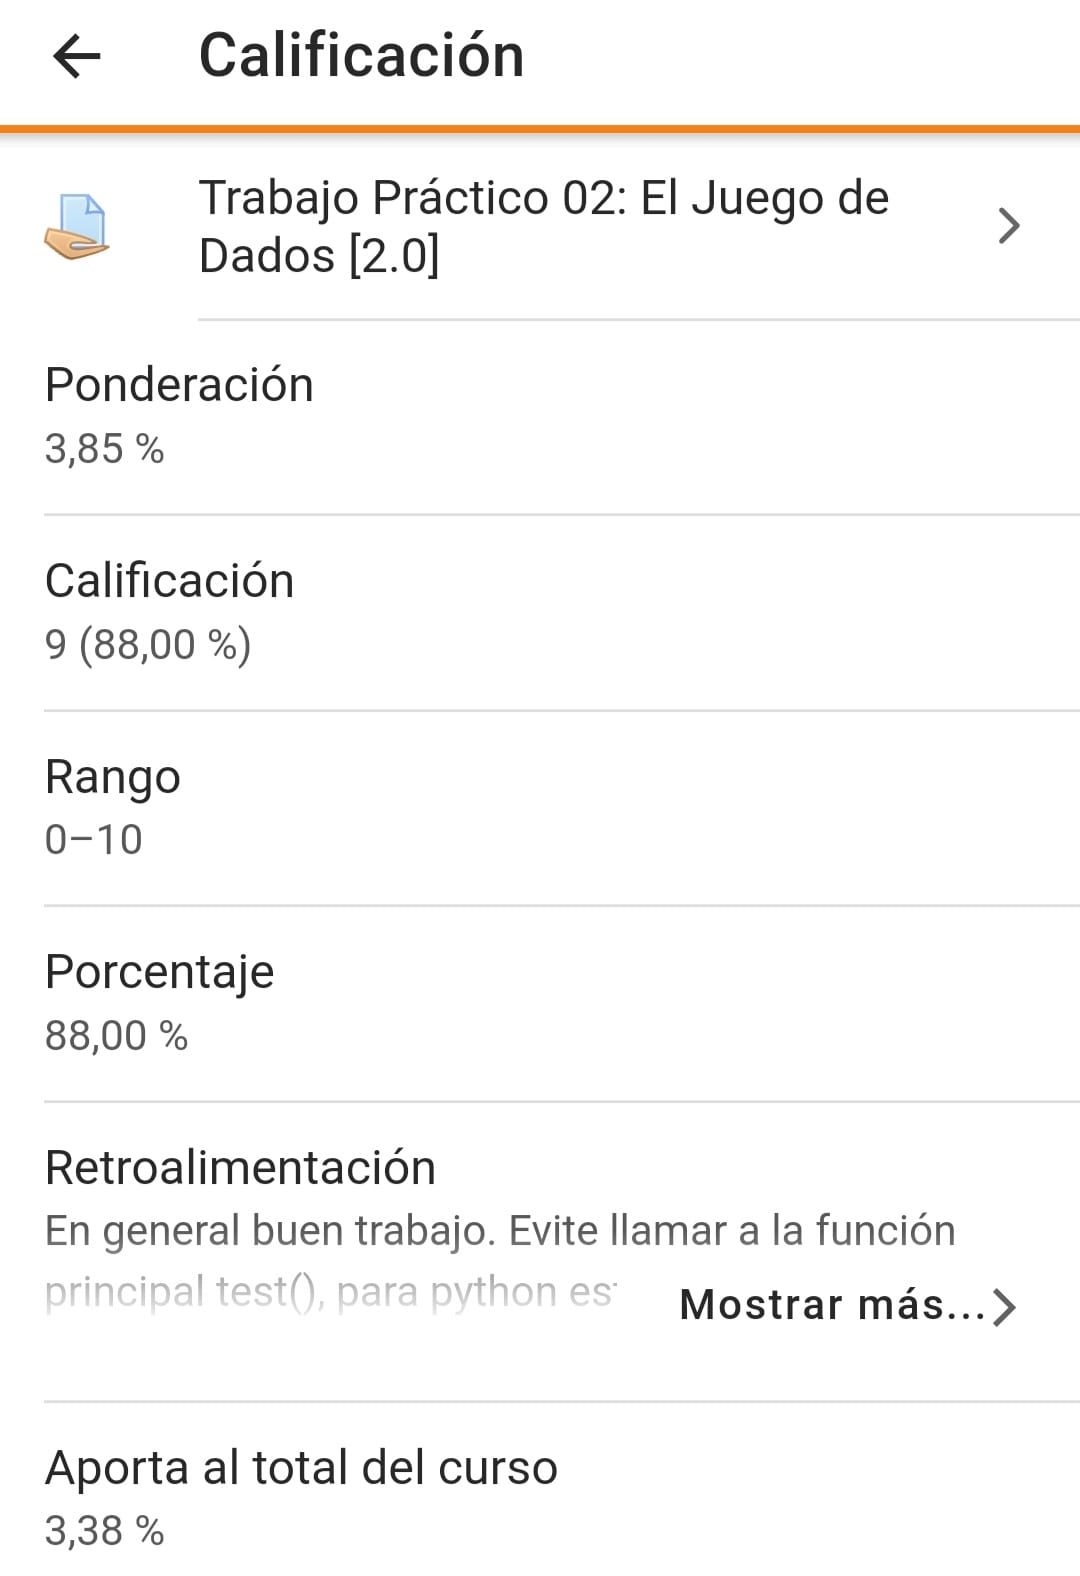 Calificación
Trabajo Práctico 02: El Juego de
Dados [2.0]
Ponderación
3,85 %
Calificación
9 (88,00 %)
Rango
0–10
Porcentaje
88,00 %
Retroalimentación
En general buen trabajo. Evite llamar a la función
principal test(), para python es
Mostrar más...
Aporta al total del curso
3,38 %